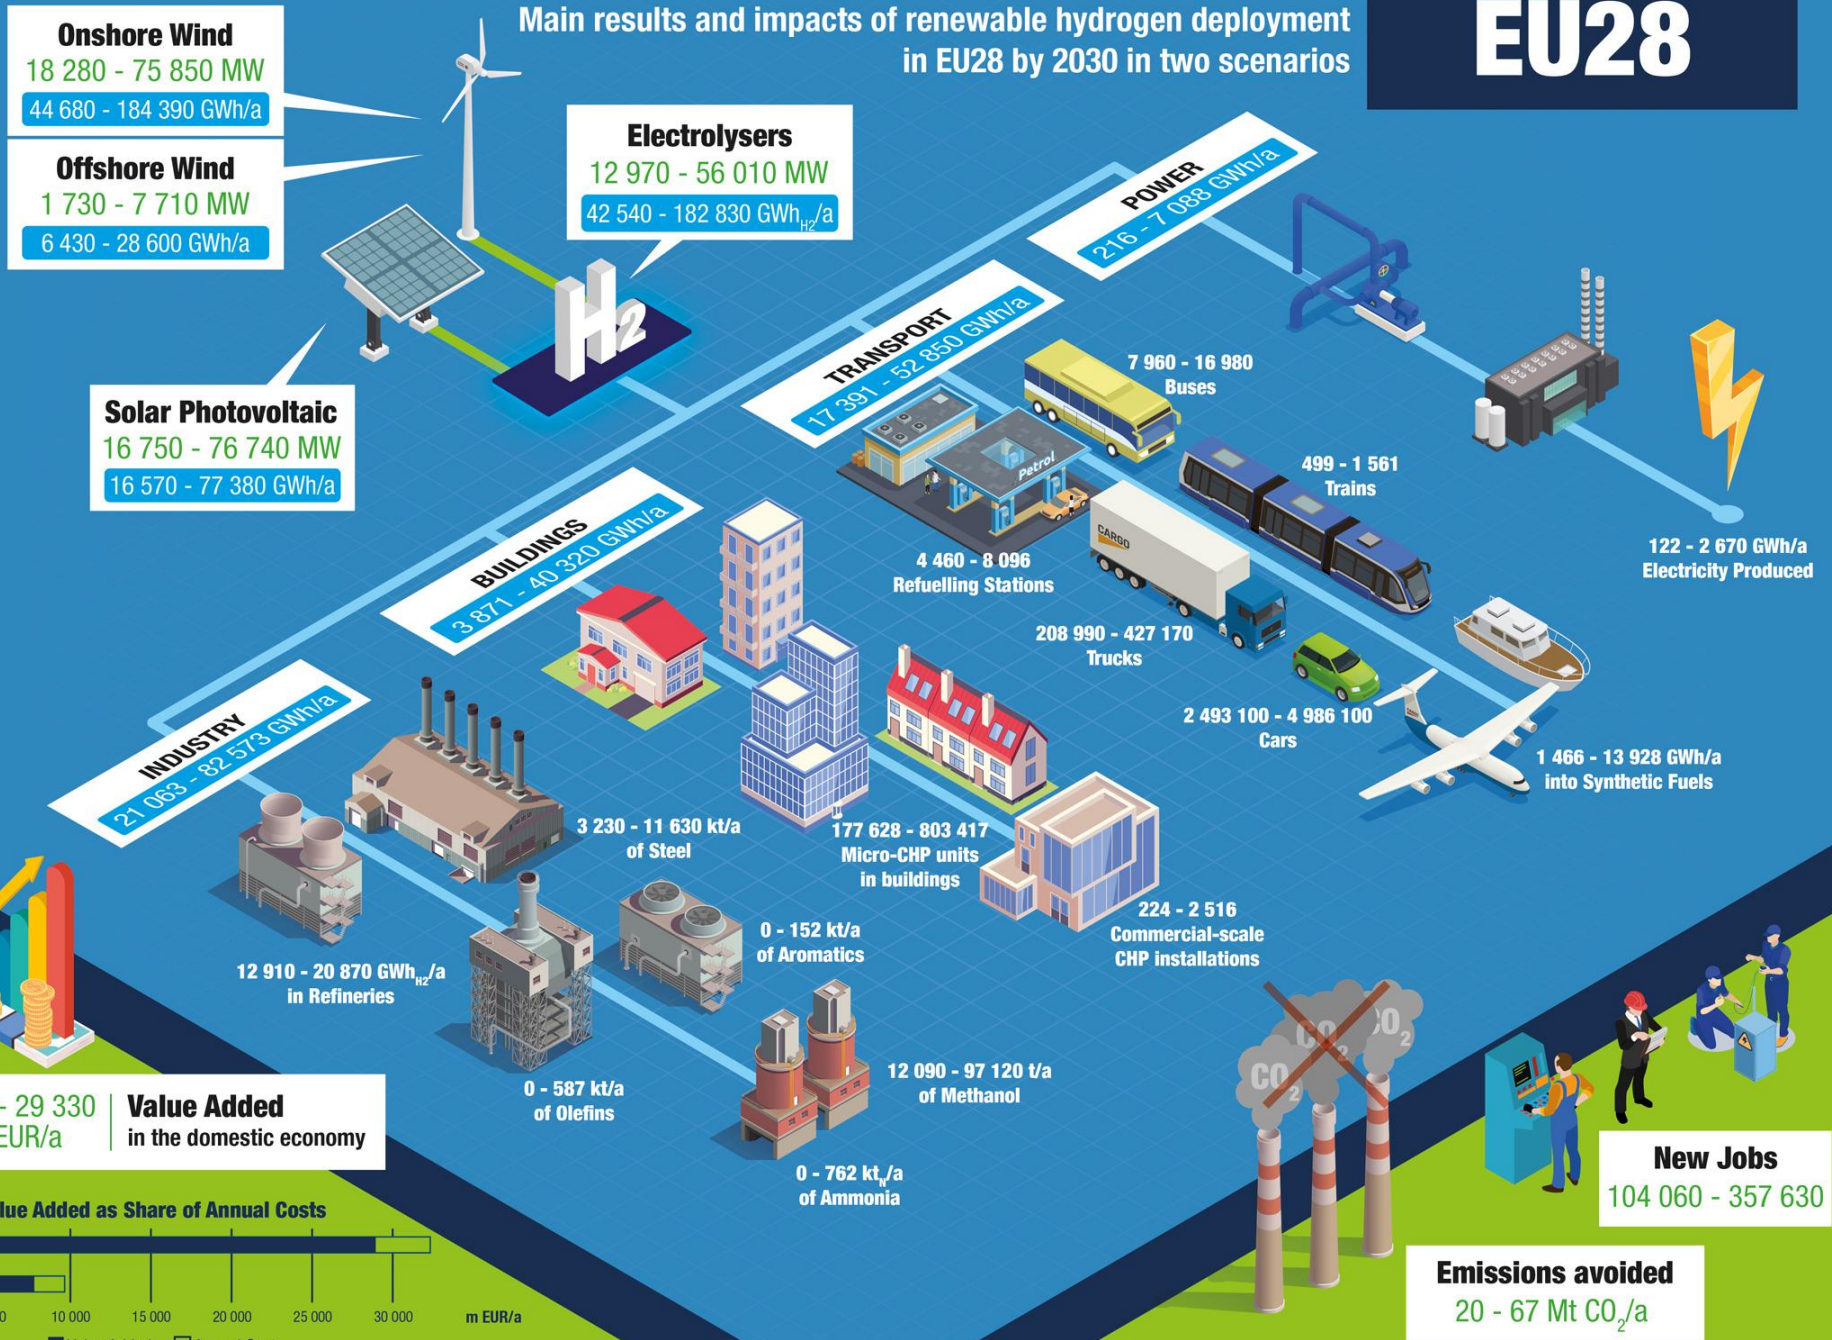 Main results and impacts of renewable hydrogen deployment
in EU28 by 2030 in two scenarios
EU28
Onshore Wind
18 280 - 75 850 MW
44 680 - 184 390 GWh/a
Offshore Wind
1 730 - 7 710 MW
6 430 - 28 600 GWh/a
Electrolysers
12 970 - 56 010 MW
42 540 - 182 830 GWhH2/a
Solar Photovoltaic
16 750 - 76 740 MW
16 570 - 77 380 GWh/a
H2
POWER
216 - 7 088 GWh/a
TRANSPORT
17 391 - 52 850 GWh/a
BUILDINGS
3 871 - 40 320 GWh/a
INDUSTRY
21 063 - 82 573 GWh/a
7 960 - 16 980
Buses
Petrol
499 - 1 561
Trains
CARGO
4 460 - 8 096
Refuelling Stations
208 990 - 427 170
Trucks
2 493 100 - 4 986 100
Cars
1 466 - 13 928 GWh/a
into Synthetic Fuels
122 - 2 670 GWh/a
Electricity Produced
3 230 - 11 630 kt/a
of Steel
177 628 - 803 417
Micro-CHP units
in buildings
224 - 2 516
Commercial-scale
CHP installations
0 - 152 kt/a
of Aromatics
12 910 - 20 870 GWhH2/a
in Refineries
0 - 587 kt/a
of Olefins
12 090 - 97 120 t/a
of Methanol
0 - 762 ktN/a
of Ammonia
CO2
CO2
CO2
New Jobs
104 060 - 357 630
Emissions avoided
20 - 67 Mt CO2/a
- 29 330
EUR/a
Value Added
in the domestic economy
lue Added as Share of Annual Costs
0 10 000 15 000 20 000 25 000 30 000 m EUR/a